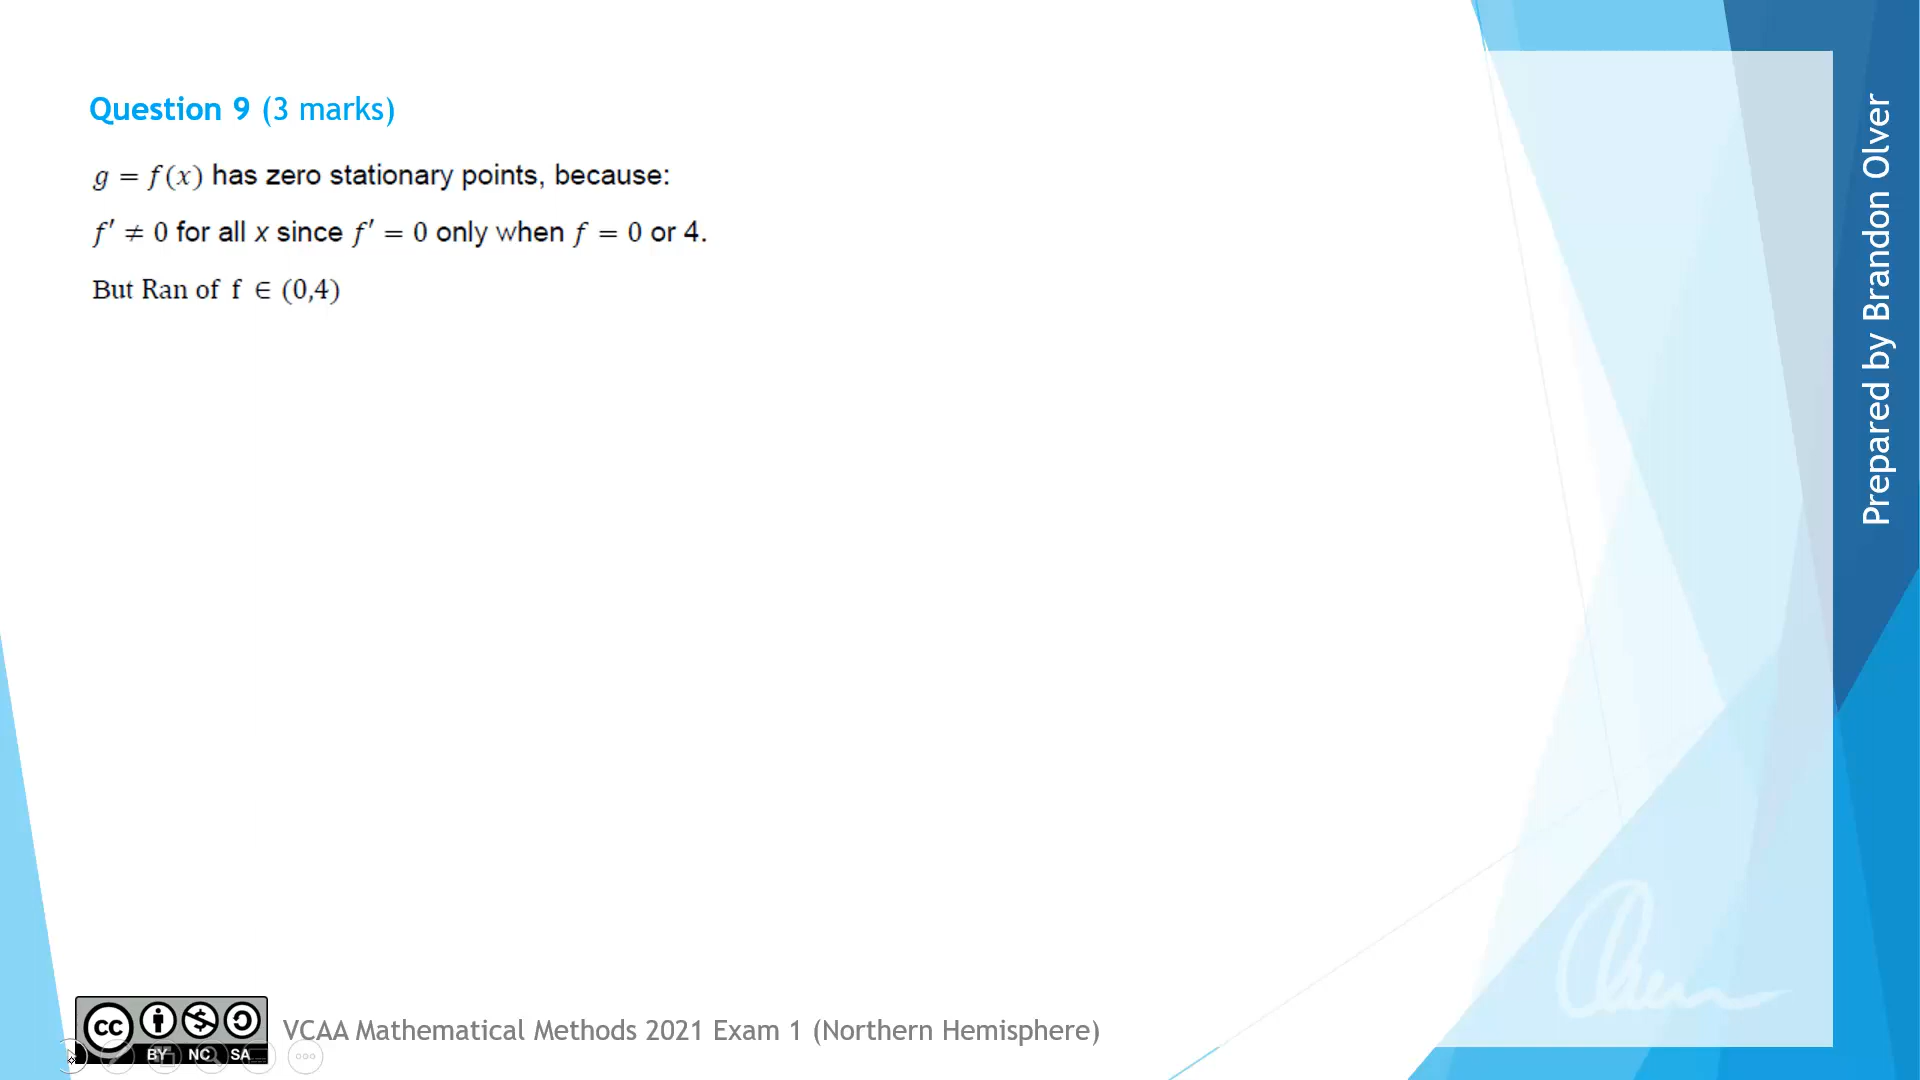 Question 9 (3 marks)
g = f(x) has zero stationary points, because:
f′ ≠ 0 for all x since f′ = 0 only when f = 0 or 4.
But Ran of f ∈ (0,4)
Prepared by Brandon Olver
cc
BY NC SA
VCAA Mathematical Methods 2021 Exam 1 (Northern Hemisphere)